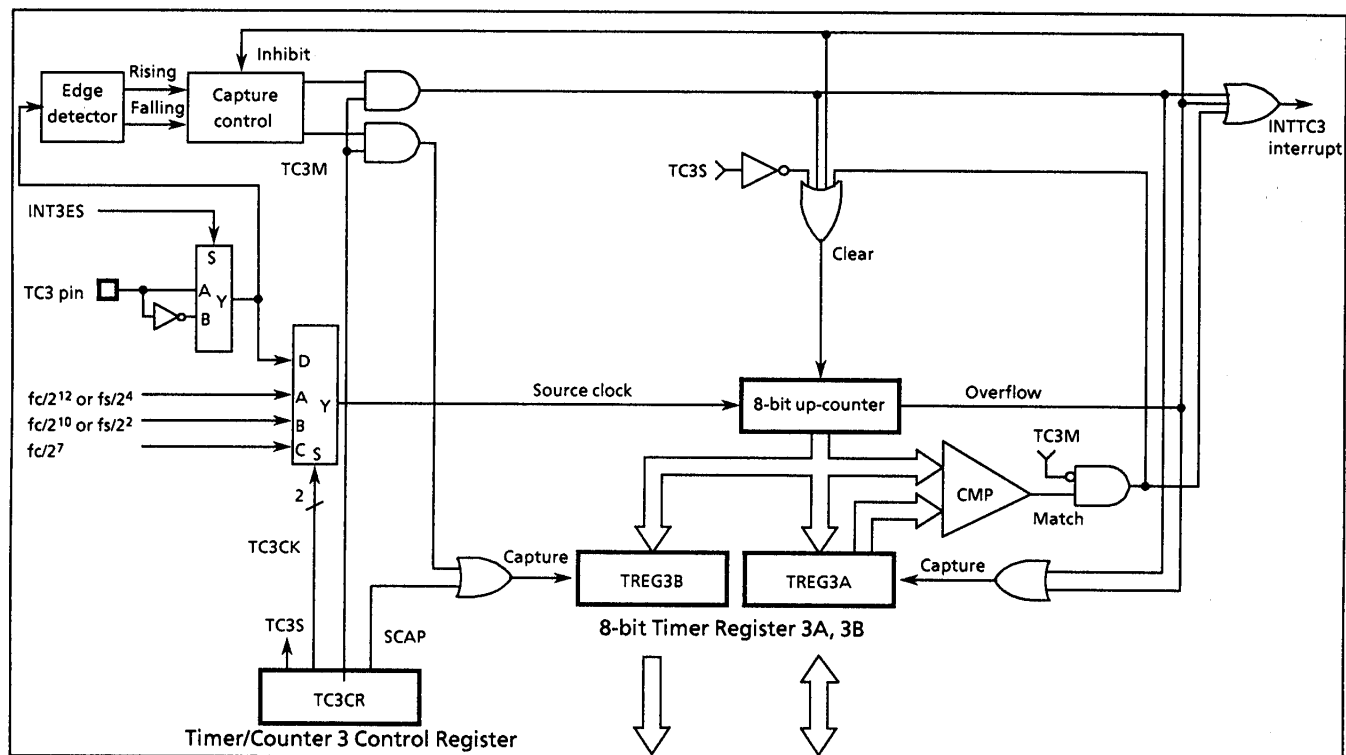 Inhibit
Rising
Edge
detector
Falling
Capture
control
INTTC3
interrupt
TC3M
TC3S
INT3ES
Clear
S
TC3 pin
A
Y
B
D
fc/2¹² or fs/2⁴
A
Y
Source clock
8-bit up-counter
Overflow
fc/2¹⁰ or fs/2²
B
fc/2⁷
C
S
TC3M
2
CMP
Match
TC3CK
Capture
TREG3B
TREG3A
Capture
TC3S
SCAP
8-bit Timer Register 3A, 3B
TC3CR
Timer/Counter 3 Control Register